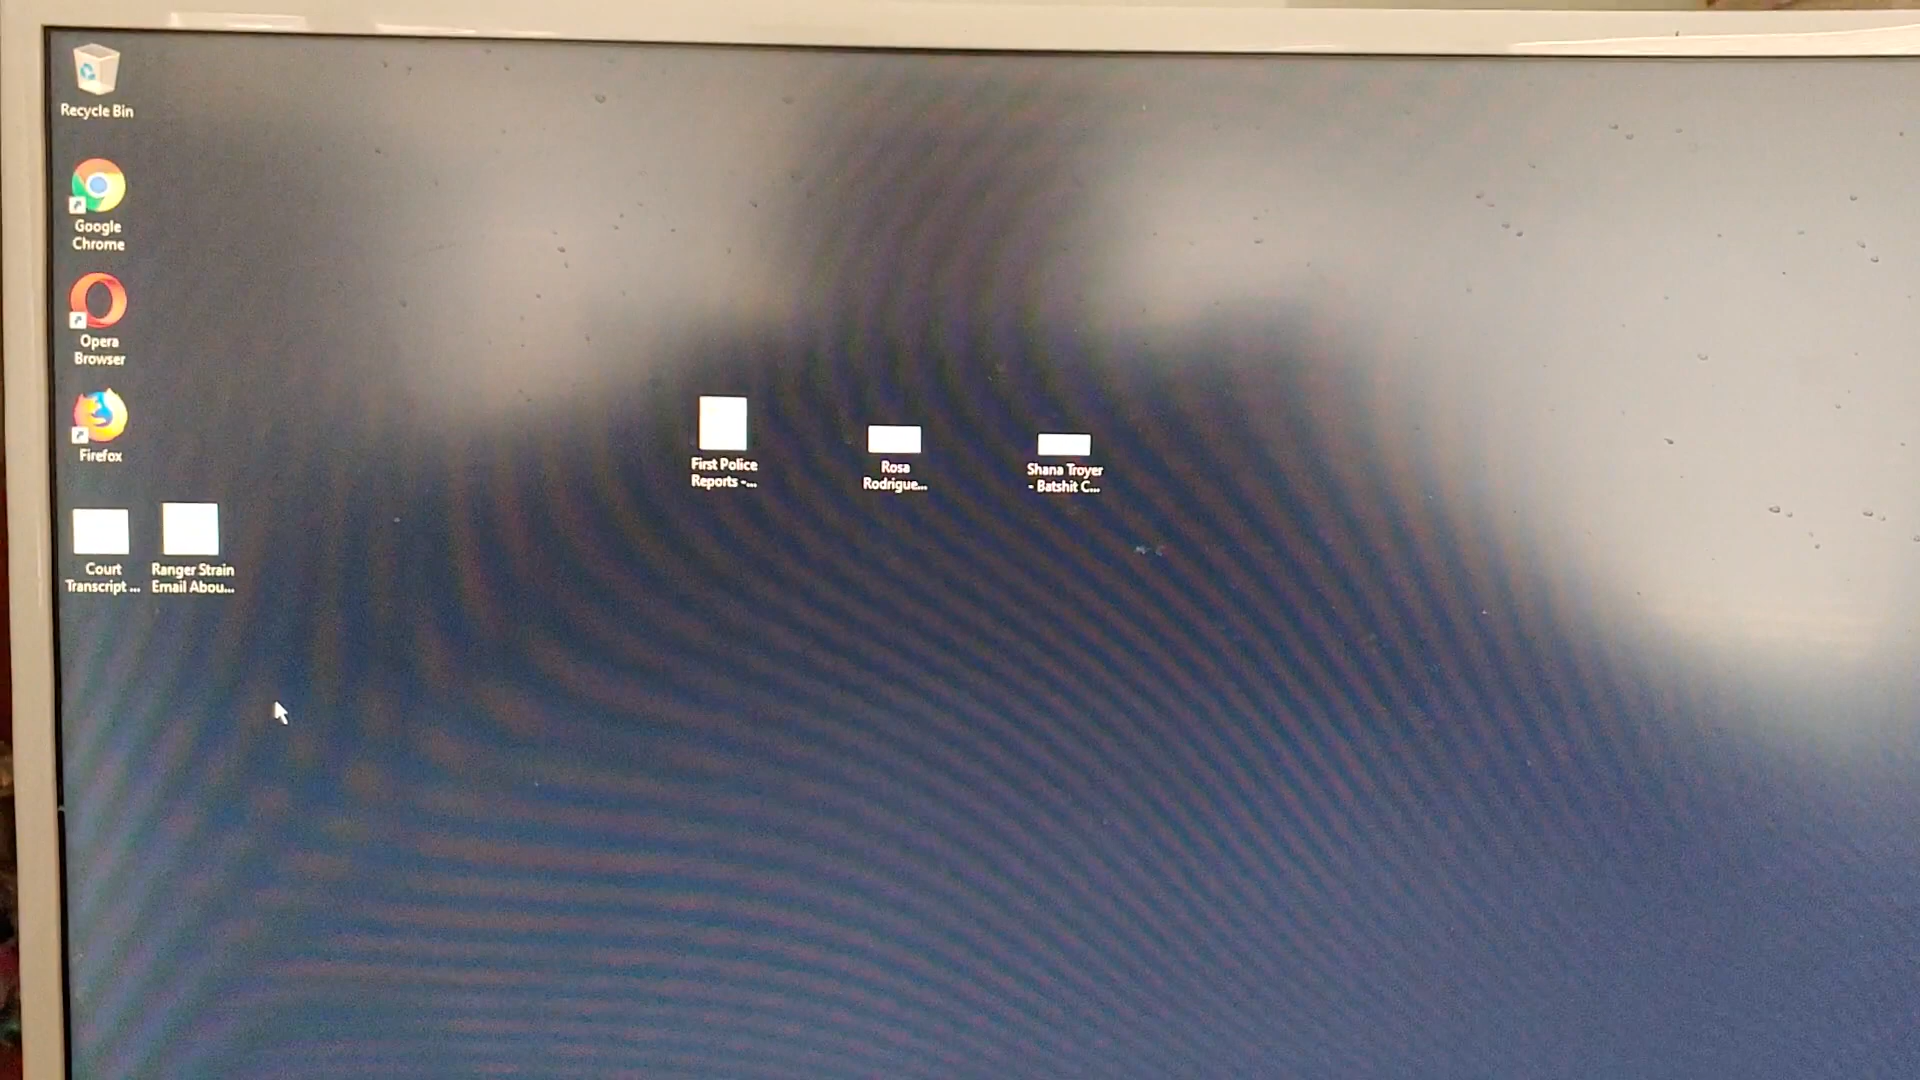 Recycle Bin
Google
Chrome
Opera
Browser
Firefox
Court
Transcript ...
Ranger Strain
Email Abou...
First Police
Reports -...
Rosa
Rodrigue...
Shana Troyer
- Batshit C...